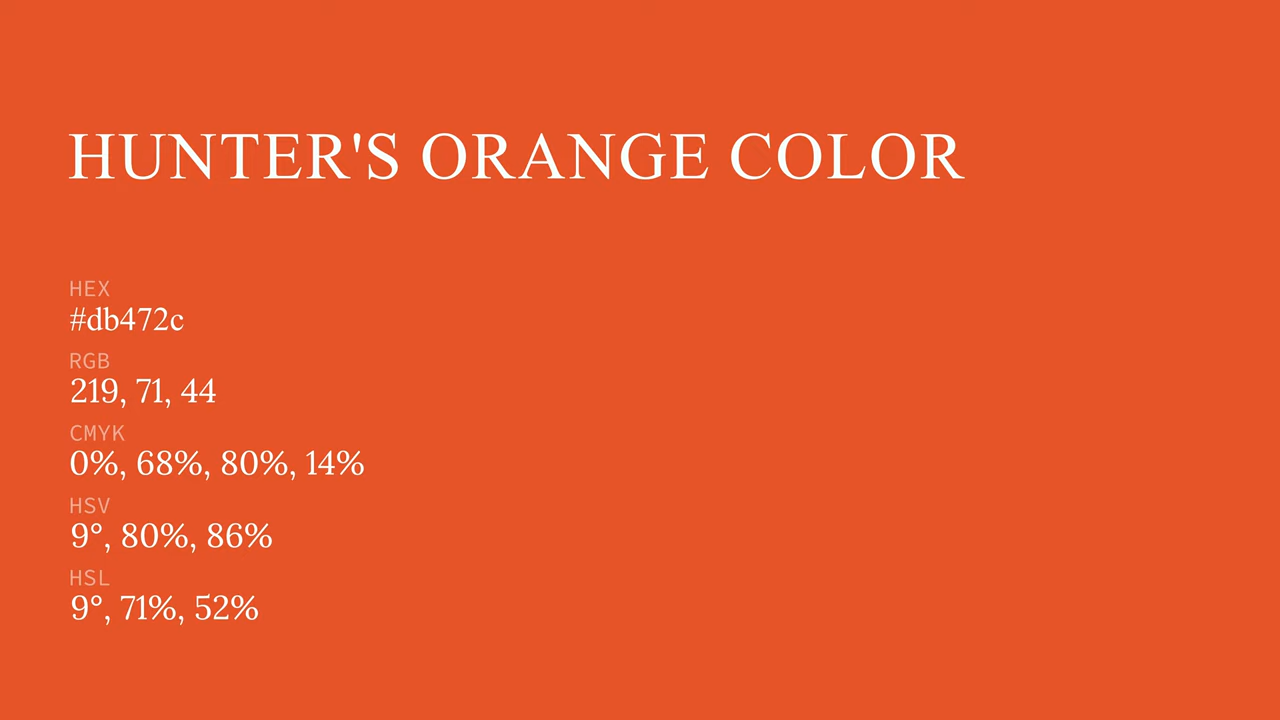 HUNTER'S ORANGE COLOR
HEX
#db472c
RGB
219, 71, 44
CMYK
0%, 68%, 80%, 14%
HSV
9°, 80%, 86%
HSL
9°, 71%, 52%